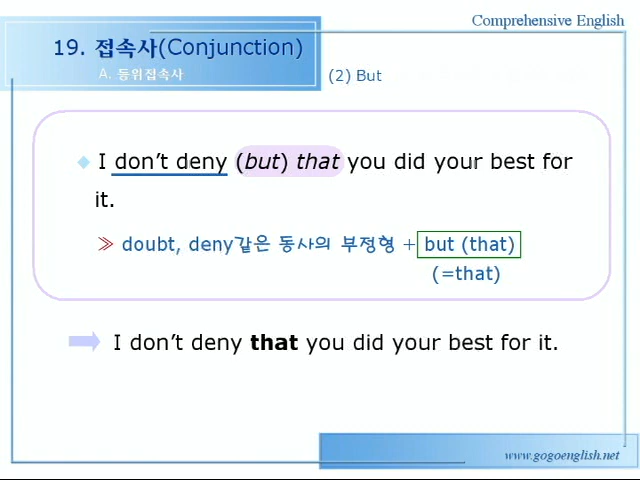 Comprehensive English
19. 접속사(Conjunction)
A. 등위접속사
(2) But
I don't deny (but) that you did your best for
it.
≫ doubt, deny같은 동사의 부정형 + but (that)
(=that)
I don't deny that you did your best for it.
www.gogoenglish.net